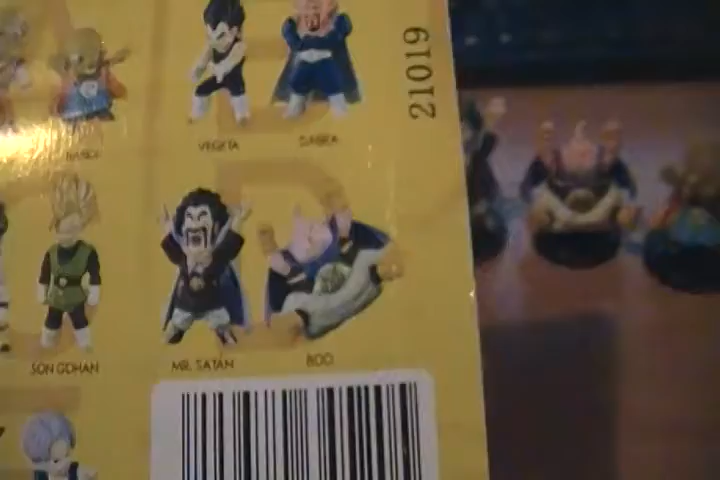 21019
VEGETA
DABRA
SON GOHAN
MR. SATAN
BOO